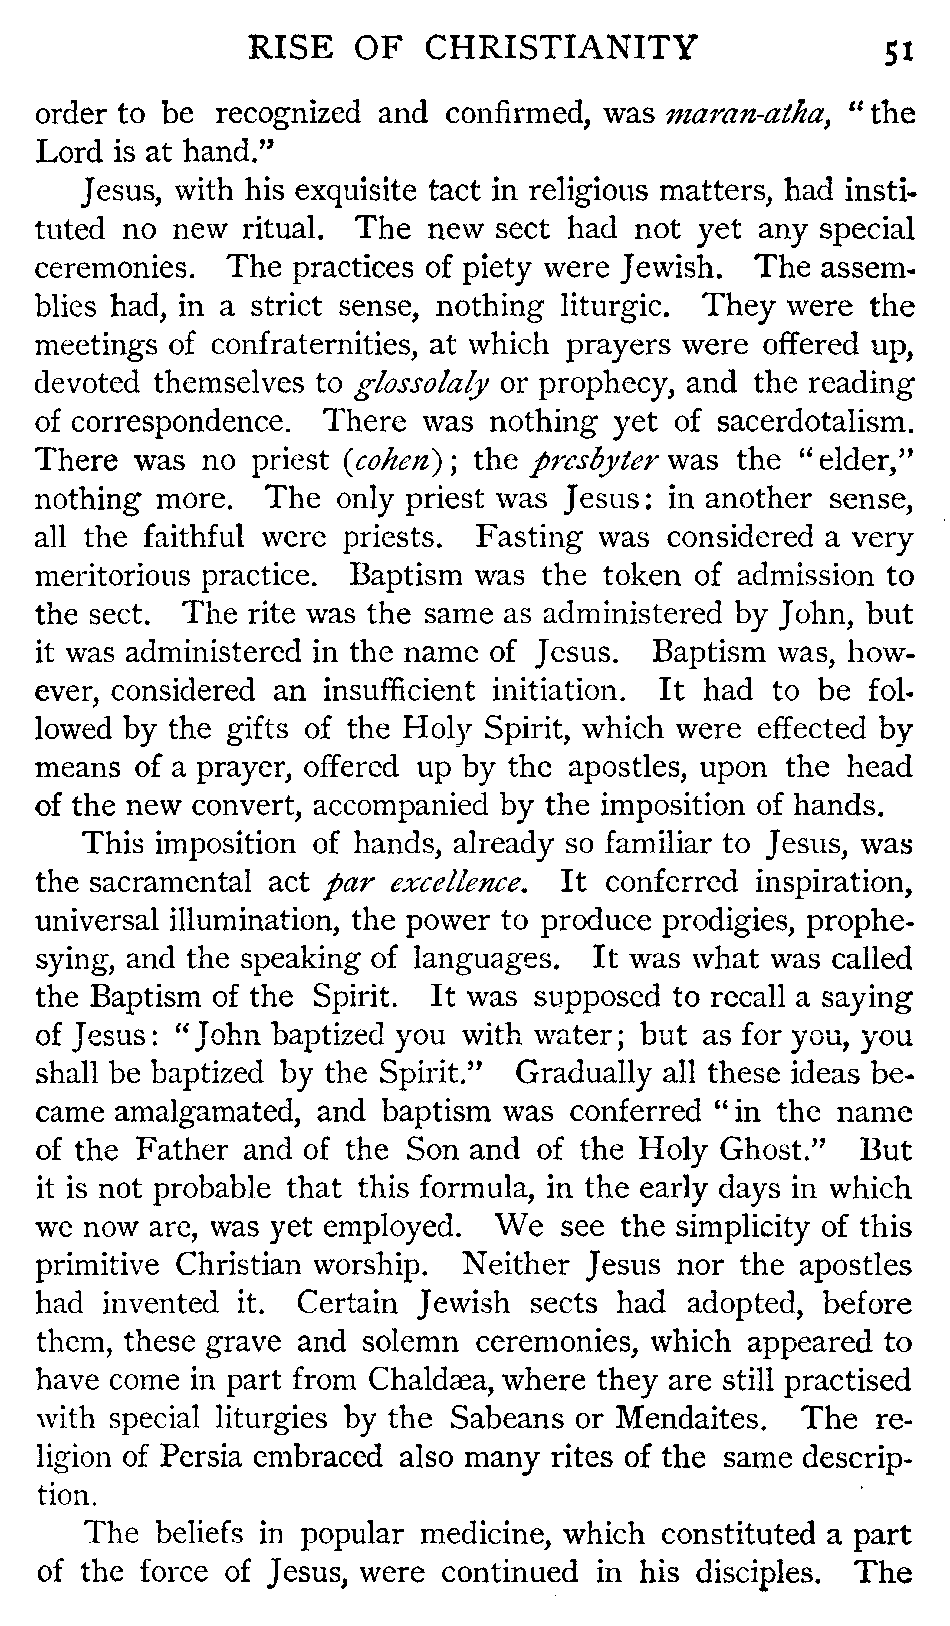 RISE OF CHRISTIANITY 51
order to be recognized and confirmed, was maran-atha, “the
Lord is at hand.”
Jesus, with his exquisite tact in religious matters, had insti-
tuted no new ritual. The new sect had not yet any special
ceremonies. The practices of piety were Jewish. The assem-
blies had, in a strict sense, nothing liturgic. They were the
meetings of confraternities, at which prayers were offered up,
devoted themselves to glossolaly or prophecy, and the reading
of correspondence. There was nothing yet of sacerdotalism.
There was no priest (cohen); the presbyter was the “elder,”
nothing more. The only priest was Jesus: in another sense,
all the faithful were priests. Fasting was considered a very
meritorious practice. Baptism was the token of admission to
the sect. The rite was the same as administered by John, but
it was administered in the name of Jesus. Baptism was, how-
ever, considered an insufficient initiation. It had to be fol-
lowed by the gifts of the Holy Spirit, which were effected by
means of a prayer, offered up by the apostles, upon the head
of the new convert, accompanied by the imposition of hands.
This imposition of hands, already so familiar to Jesus, was
the sacramental act par excellence. It conferred inspiration,
universal illumination, the power to produce prodigies, prophe-
sying, and the speaking of languages. It was what was called
the Baptism of the Spirit. It was supposed to recall a saying
of Jesus: “John baptized you with water; but as for you, you
shall be baptized by the Spirit.” Gradually all these ideas be-
came amalgamated, and baptism was conferred “in the name
of the Father and of the Son and of the Holy Ghost.” But
it is not probable that this formula, in the early days in which
we now are, was yet employed. We see the simplicity of this
primitive Christian worship. Neither Jesus nor the apostles
had invented it. Certain Jewish sects had adopted, before
them, these grave and solemn ceremonies, which appeared to
have come in part from Chaldæa, where they are still practised
with special liturgies by the Sabeans or Mendaites. The re-
ligion of Persia embraced also many rites of the same descrip-
tion.
The beliefs in popular medicine, which constituted a part
of the force of Jesus, were continued in his disciples. The